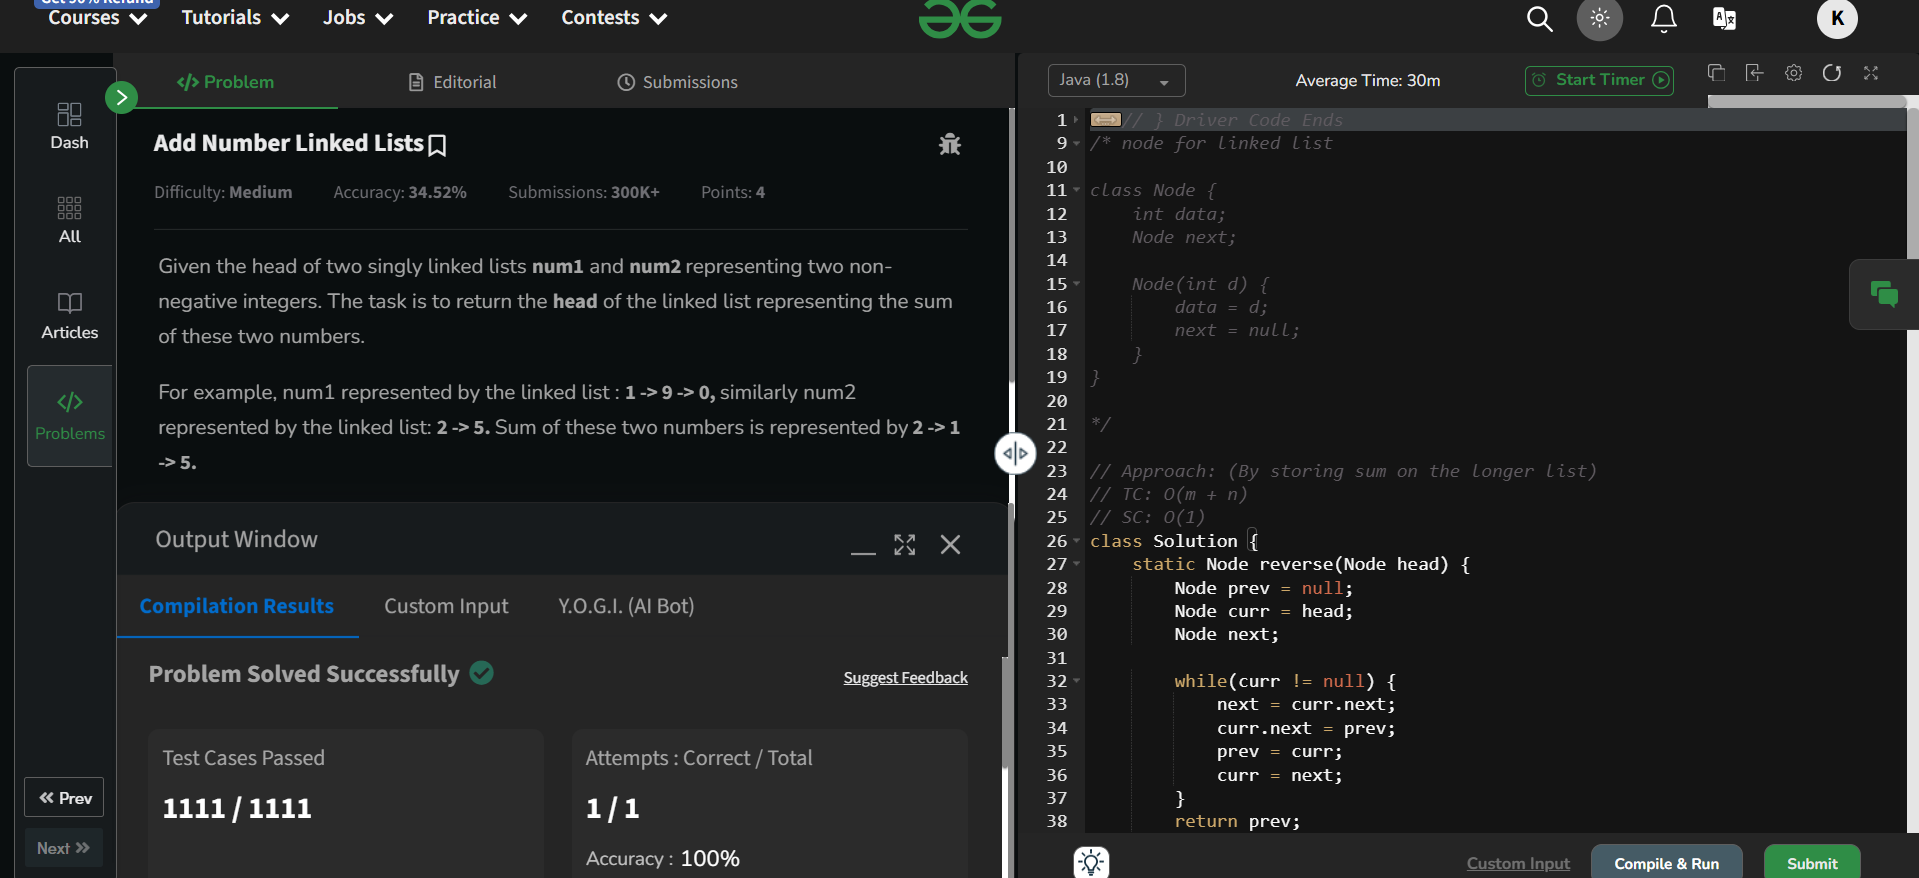 Get 90% Refund
Courses Tutorials Jobs Practice Contests
K
Problem Editorial Submissions
Add Number Linked Lists
Difficulty: Medium Accuracy: 34.52% Submissions: 300K+ Points: 4
Given the head of two singly linked lists num1 and num2 representing two non-
negative integers. The task is to return the head of the linked list representing the sum
of these two numbers.
For example, num1 represented by the linked list : 1 -> 9 -> 0, similarly num2
represented by the linked list: 2 -> 5. Sum of these two numbers is represented by 2 -> 1
-> 5.
Dash
All
Articles
Problems
Prev
Next
Output Window
Compilation Results Custom Input Y.O.G.I. (AI Bot)
Problem Solved Successfully
Suggest Feedback
Test Cases Passed
1111 / 1111
Attempts : Correct / Total
1 / 1
Accuracy : 100%
Java (1.8) Average Time: 30m Start Timer
1 // } Driver Code Ends
9 /* node for linked list
10
11 class Node {
12 int data;
13 Node next;
14
15 Node(int d) {
16 data = d;
17 next = null;
18 }
19 }
20
21 */
22
23 // Approach: (By storing sum on the longer list)
24 // TC: O(m + n)
25 // SC: O(1)
26 class Solution {
27 static Node reverse(Node head) {
28 Node prev = null;
29 Node curr = head;
30 Node next;
31
32 while(curr != null) {
33 next = curr.next;
34 curr.next = prev;
35 prev = curr;
36 curr = next;
37 }
38 return prev;
Custom Input Compile & Run Submit